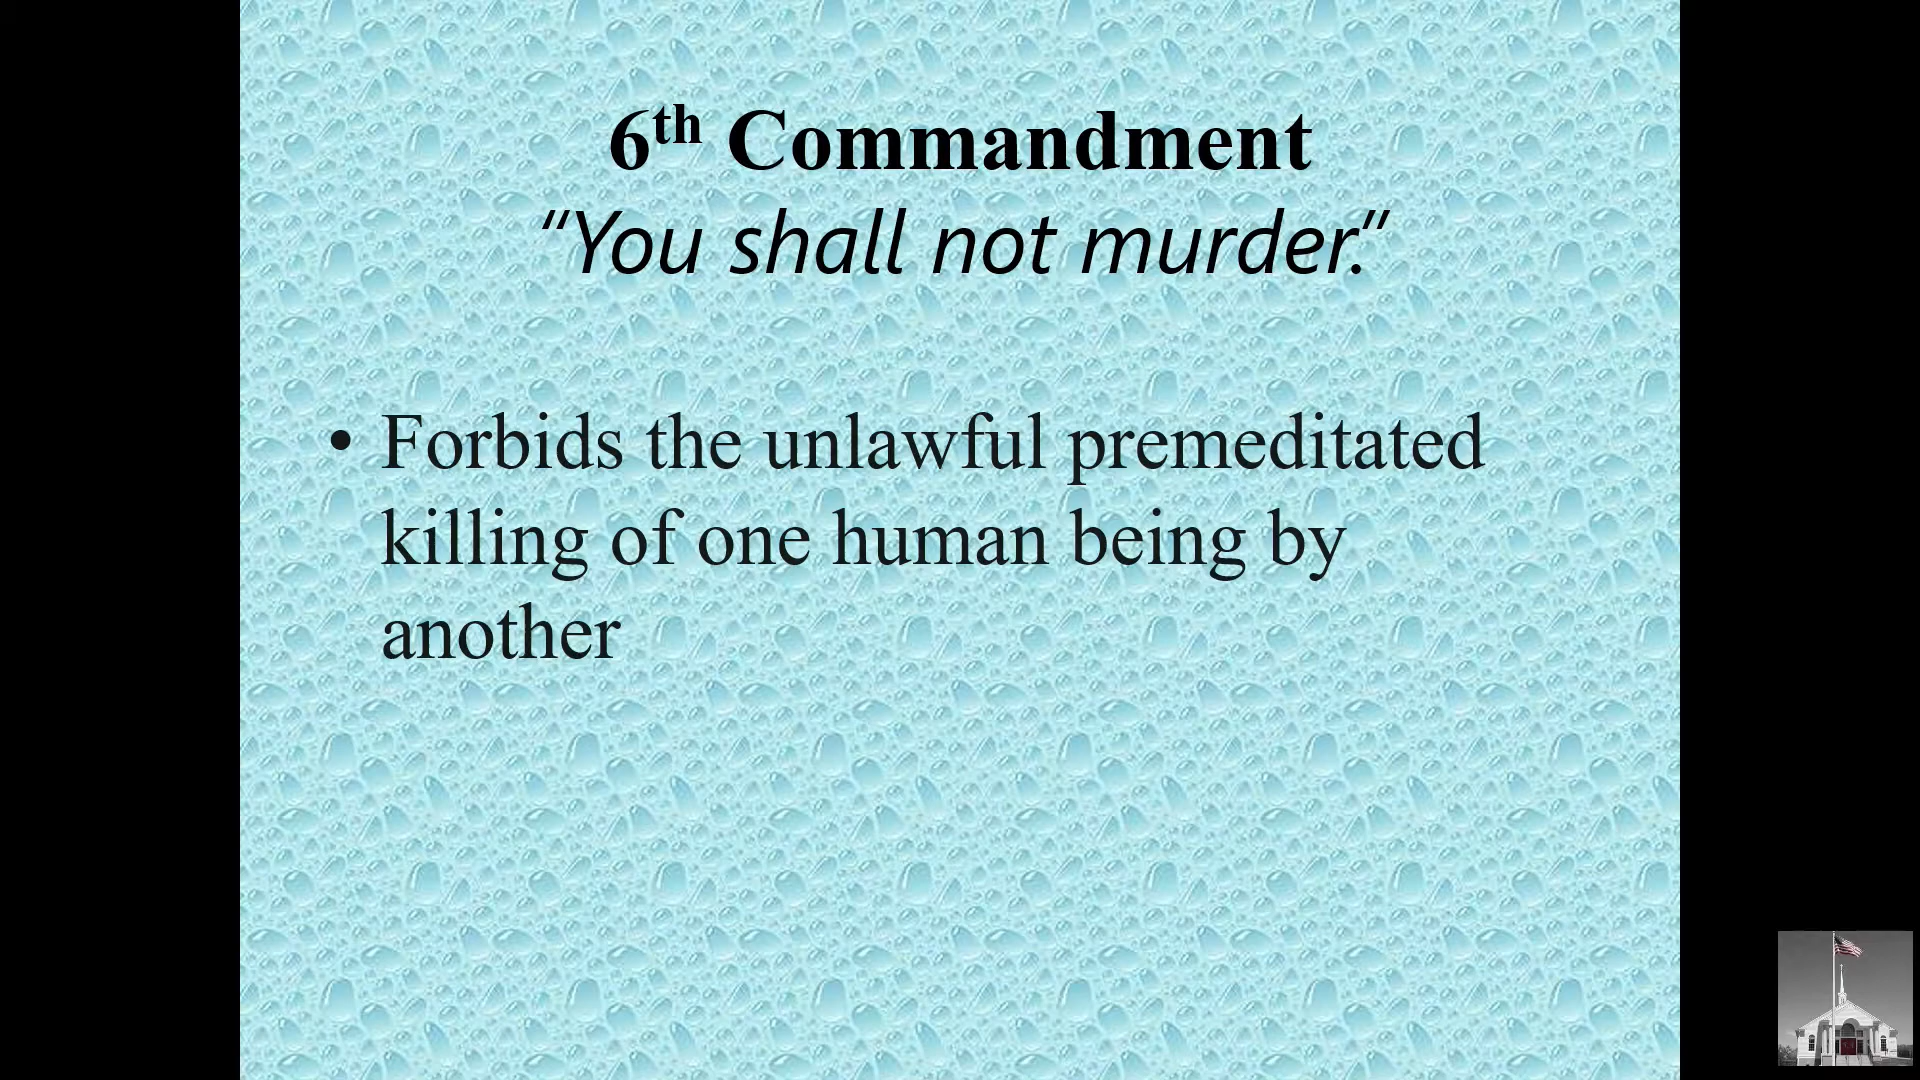 6th Commandment
“You shall not murder.”
• Forbids the unlawful premeditated
killing of one human being by
another